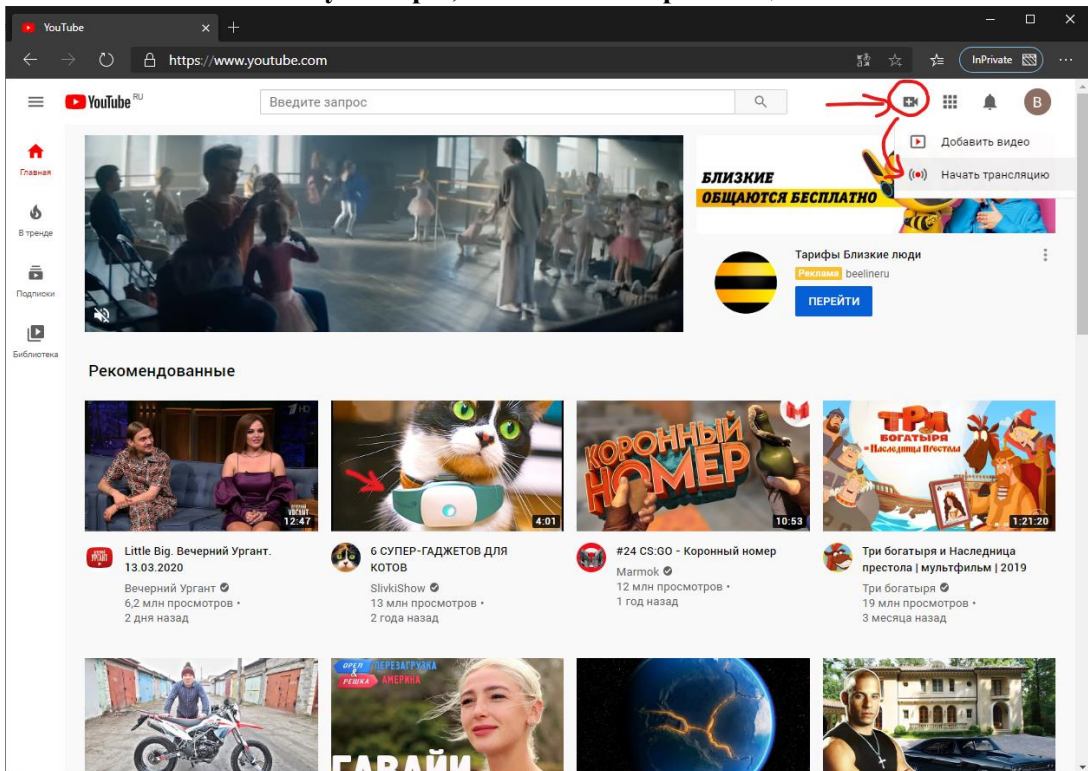 YouTube
https://www.youtube.com
InPrivate
YouTube RU
Введите запрос
B
Добавить видео
Начать трансляцию
Главная
В тренде
Подписки
Библиотека
БЛИЗКИЕ
ОБЩАЮТСЯ БЕСПЛАТНО
Тарифы Близкие люди
Реклама beelineru
ПЕРЕЙТИ
Рекомендованные
HD
12:47
4:01
КОРОННЫЙ
НОМЕР
10:53
ТРИ
БОГАТЫРЯ
и Наследница Престола
1:21:20
Little Big. Вечерний Ургант.
13.03.2020
Вечерний Ургант
6,2 млн просмотров •
2 дня назад
6 СУПЕР-ГАДЖЕТОВ ДЛЯ
КОТОВ
SlivkiShow
13 млн просмотров •
2 года назад
#24 CS:GO - Коронный номер
Marmok
12 млн просмотров •
1 год назад
Три богатыря и Наследница
престола | мультфильм | 2019
Три богатыря
19 млн просмотров •
3 месяца назад
ОРЕЛ ПЕРЕЗАГРУЗКА
&
РЕШКА АМЕРИКА
ГАВАЙИ